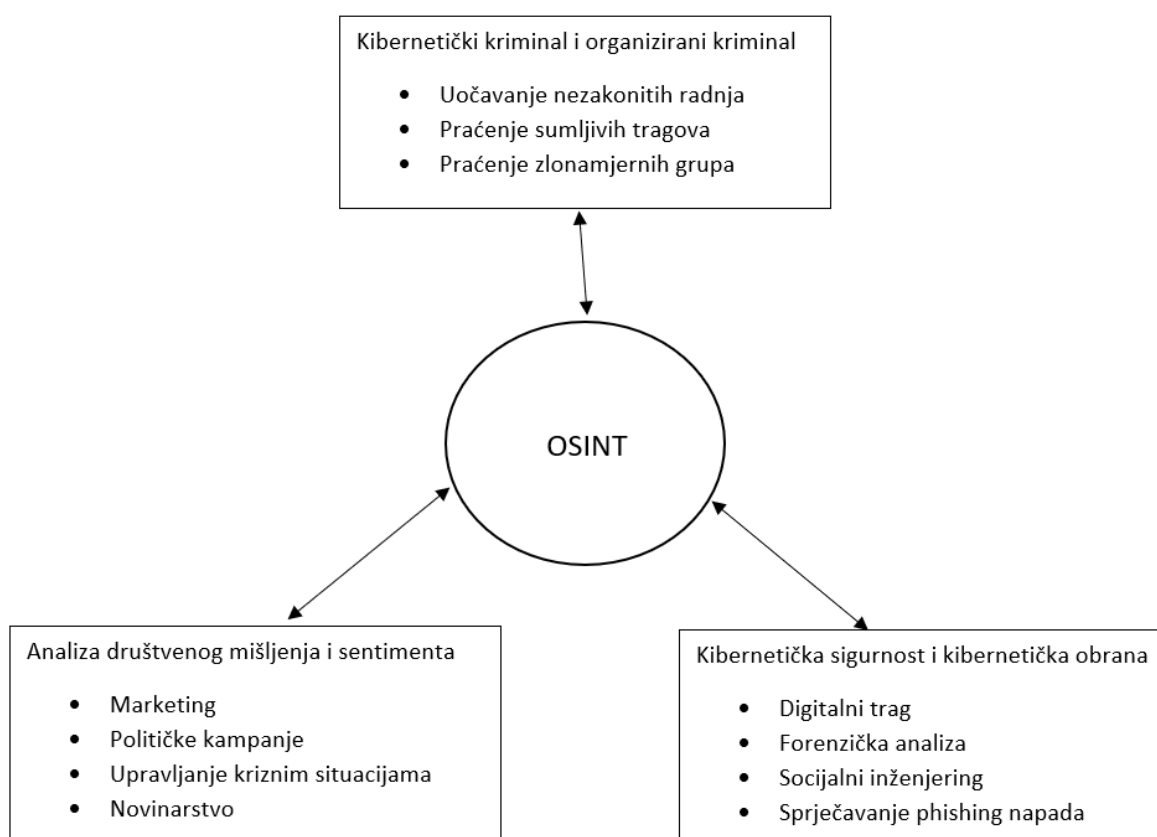 Kibernetički kriminal i organizirani kriminal
• Uočavanje nezakonitih radnja
• Praćenje sumljivih tragova
• Praćenje zlonamjernih grupa
OSINT
Analiza društvenog mišljenja i sentimenta
• Marketing
• Političke kampanje
• Upravljanje kriznim situacijama
• Novinarstvo
Kibernetička sigurnost i kibernetička obrana
• Digitalni trag
• Forenzička analiza
• Socijalni inženjering
• Sprječavanje phishing napada